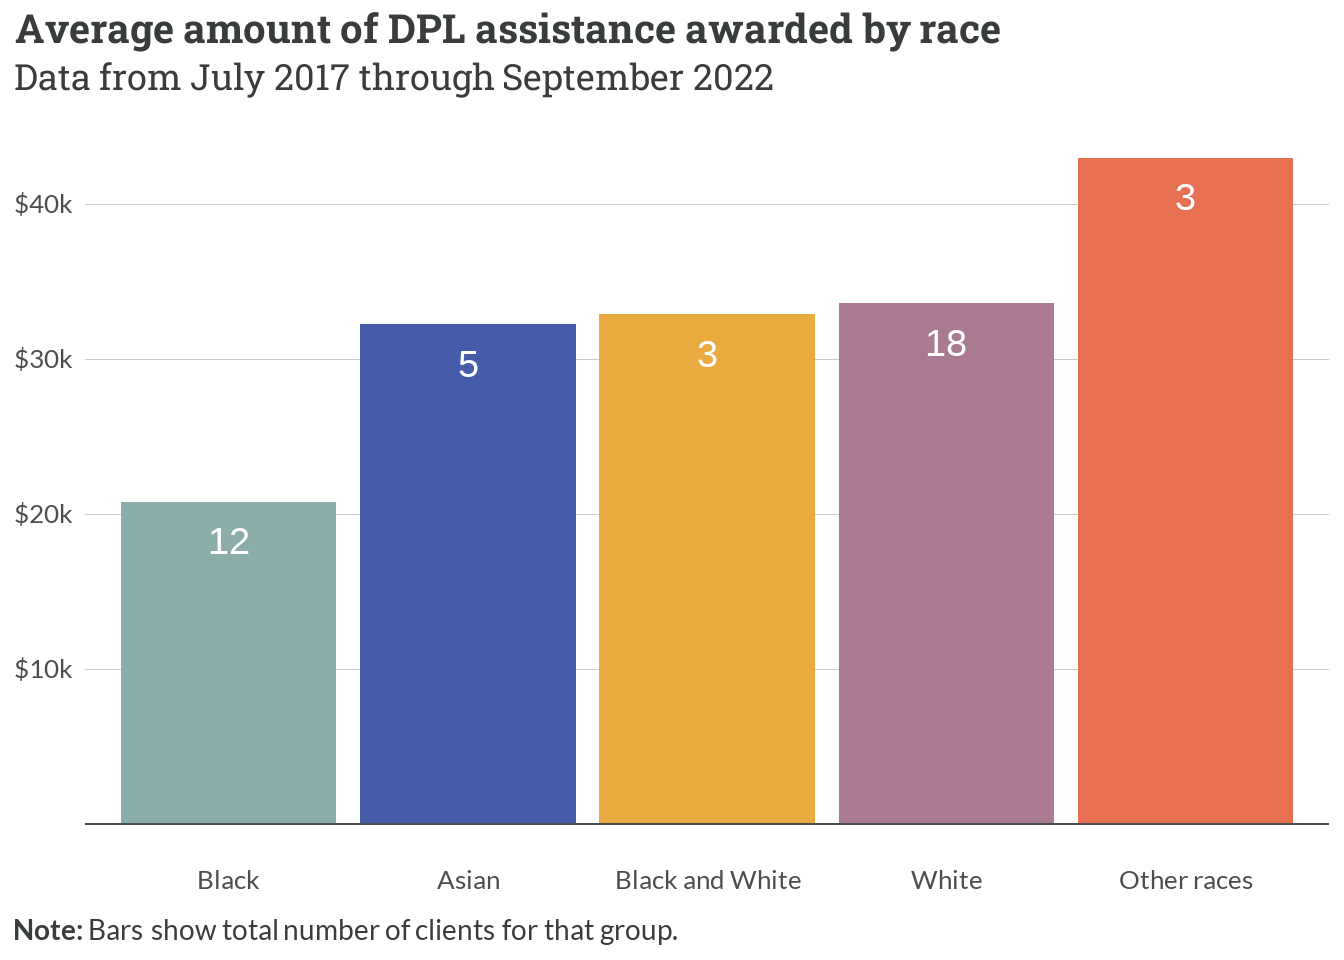 Average amount of DPL assistance awarded by race
Data from July 2017 through September 2022
$40k
$30k
$20k
$10k
12
5
3
18
3
Black
Asian
Black and White
White
Other races
Note: Bars show total number of clients for that group.